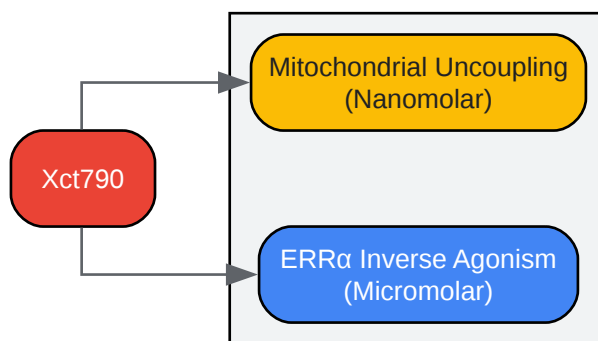 Mitochondrial Uncoupling
(Nanomolar)
Xct790
ERRα Inverse Agonism
(Micromolar)